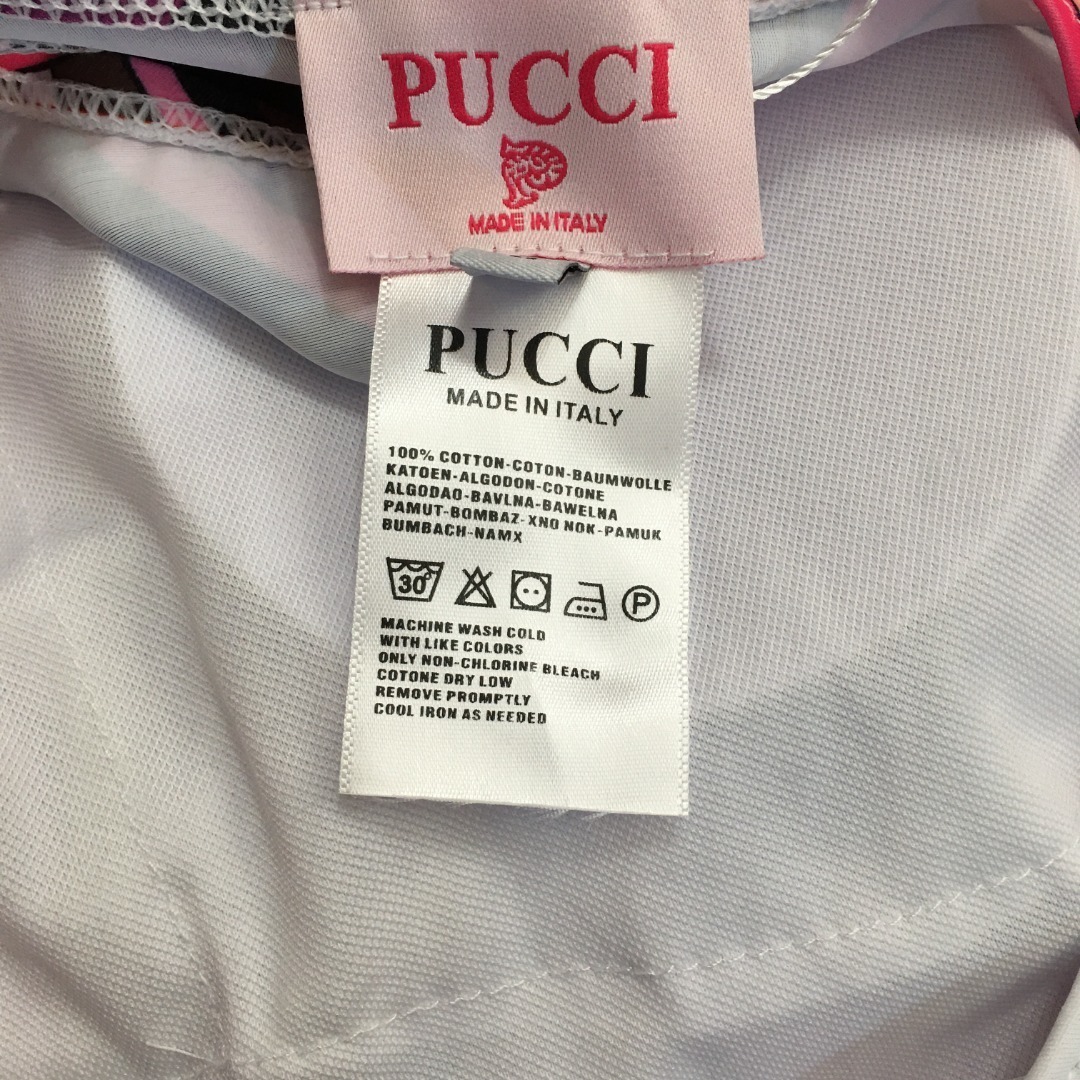 PUCCI
MADE IN ITALY
PUCCI
MADE IN ITALY
100% COTTON-COTON-BAUMWOLLE
KATOEN-ALGODON-COTONE
ALGODAO-BAVLNA-BAWELNA
PAMUT-BOMBAZ-XNO NOK-PAMUK
BUMBACH-NAMX
30°
P
MACHINE WASH COLD
WITH LIKE COLORS
ONLY NON-CHLORINE BLEACH
COTONE DRY LOW
REMOVE PROMPTLY
COOL IRON AS NEEDED